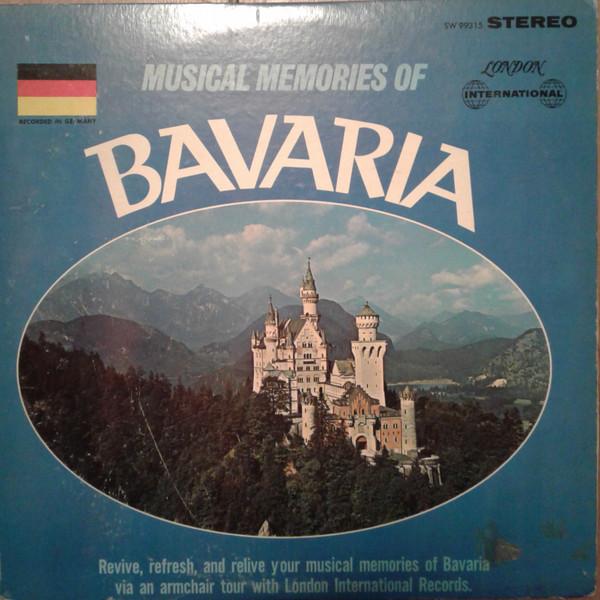 SW 99315 STEREO
LONDON
INTERNATIONAL
RECORDED IN GERMANY
MUSICAL MEMORIES OF
BAVARIA
Revive, refresh, and relive your musical memories of Bavaria
via an armchair tour with London International Records.